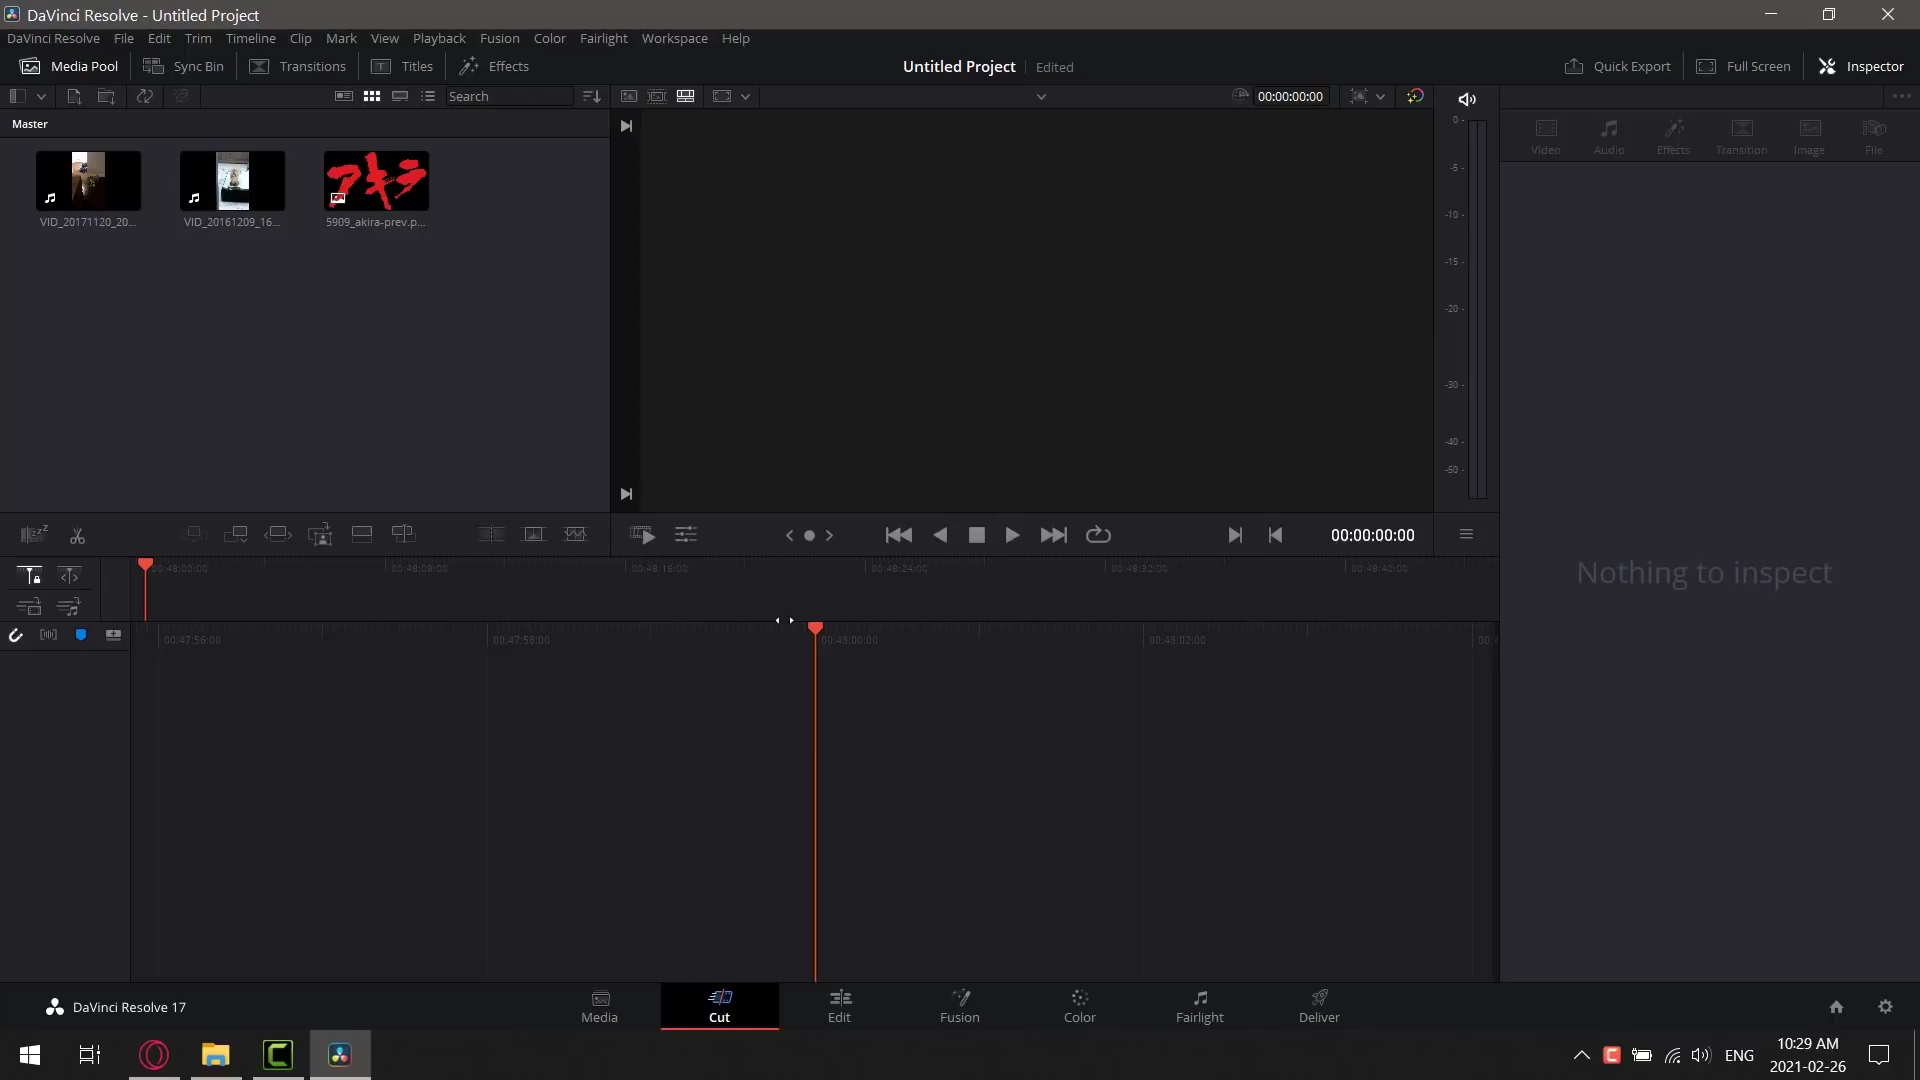 DaVinci Resolve - Untitled Project
DaVinci Resolve File Edit Trim Timeline Clip Mark View Playback Fusion Color Fairlight Workspace Help
Media Pool Sync Bin Transitions Titles Effects Untitled Project Edited Quick Export Full Screen Inspector
Search 00:00:00:00
Master
0 -
-5 -
-10 -
-15 -
-20 -
-30 -
-40 -
-50 -
Video Audio Effects Transition Image File
アキラ
VID_20171120_20... VID_20161209_16... 5909_akira-prev.p...
zzZ
00:00:00:00
00:48:00:00 00:48:08:00 00:48:16:00 00:48:24:00 00:48:32:00 00:48:40:00
Nothing to inspect
00:47:56:00 00:47:58:00 00:48:00:00 00:48:02:00
DaVinci Resolve 17
Media Cut Edit Fusion Color Fairlight Deliver
ENG
10:29 AM
2021-02-26